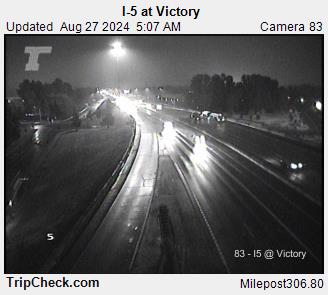 I-5 at Victory
Updated Aug 27 2024 5:07 AM Camera 83
T
S
83 - I5 @ Victory
TripCheck.com Milepost306.80